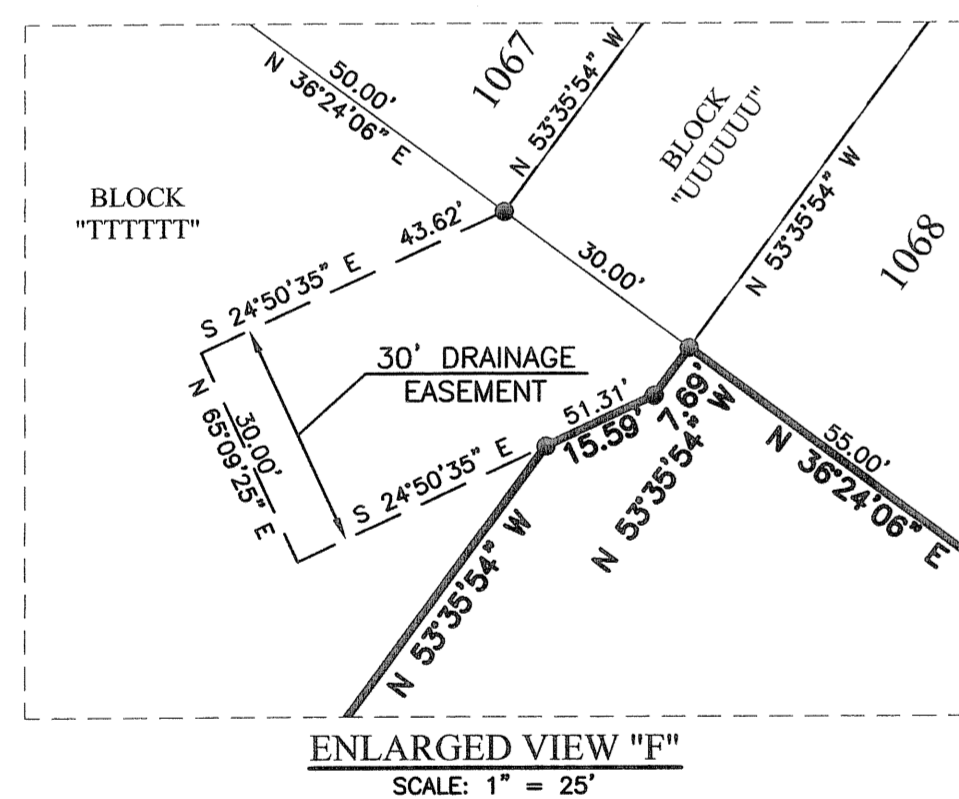 50.00'
N 36°24'06" E
1067
N 53°35'54" W
BLOCK
"UUUUUU"
N 53°35'54" W
1068
BLOCK
"TTTTTT"
43.62'
S 24°50'35" E
30.00'
30' DRAINAGE
EASEMENT
30.00'
N 65°09'25" E
51.31'
S 24°50'35" E
15.59'
7.69'
N 53°35'54" W
55.00'
N 36°24'06" E
N 53°35'54" W
ENLARGED VIEW "F"
SCALE: 1" = 25'